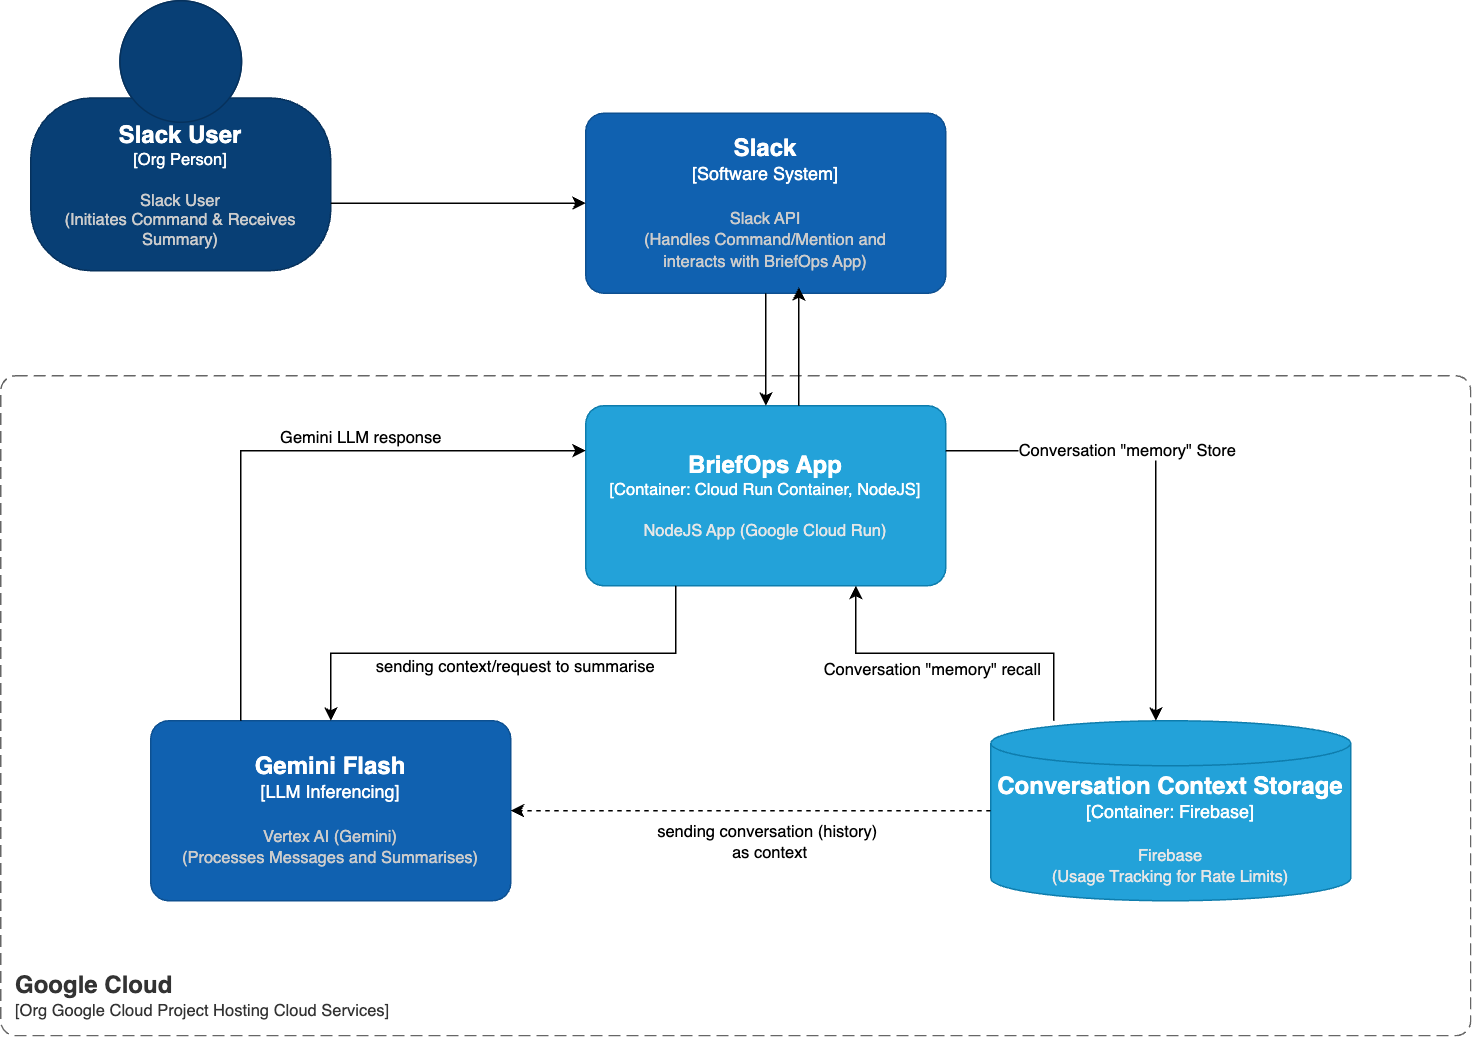 Slack User
[Org Person]
Slack User
(Initiates Command & Receives
Summary)
Slack
[Software System]
Slack API
(Handles Command/Mention and
interacts with BriefOps App)
Gemini LLM response
BriefOps App
[Container: Cloud Run Container, NodeJS]
NodeJS App (Google Cloud Run)
Conversation "memory" Store
sending context/request to summarise
Conversation "memory" recall
Gemini Flash
[LLM Inferencing]
Vertex AI (Gemini)
(Processes Messages and Summarises)
sending conversation (history)
as context
Conversation Context Storage
[Container: Firebase]
Firebase
(Usage Tracking for Rate Limits)
Google Cloud
[Org Google Cloud Project Hosting Cloud Services]